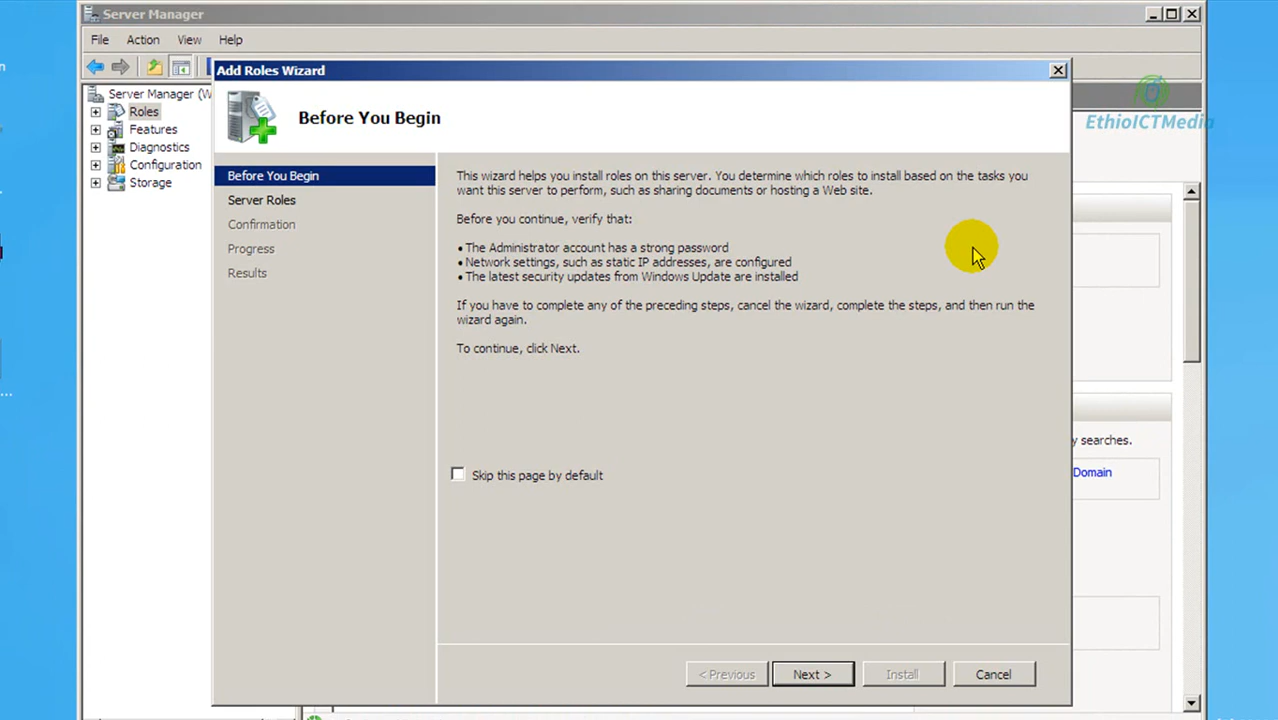 Server Manager
File Action View Help
Add Roles Wizard
EthioICTMedia
Server Manager (W
Roles
Features
Diagnostics
Configuration
Storage
Before You Begin
Before You Begin
Server Roles
Confirmation
Progress
Results
This wizard helps you install roles on this server. You determine which roles to install based on the tasks you
want this server to perform, such as sharing documents or hosting a Web site.
Before you continue, verify that:
• The Administrator account has a strong password
• Network settings, such as static IP addresses, are configured
• The latest security updates from Windows Update are installed
If you have to complete any of the preceding steps, cancel the wizard, complete the steps, and then run the
wizard again.
To continue, click Next.
Skip this page by default
y searches.
Domain
< Previous Next > Install Cancel